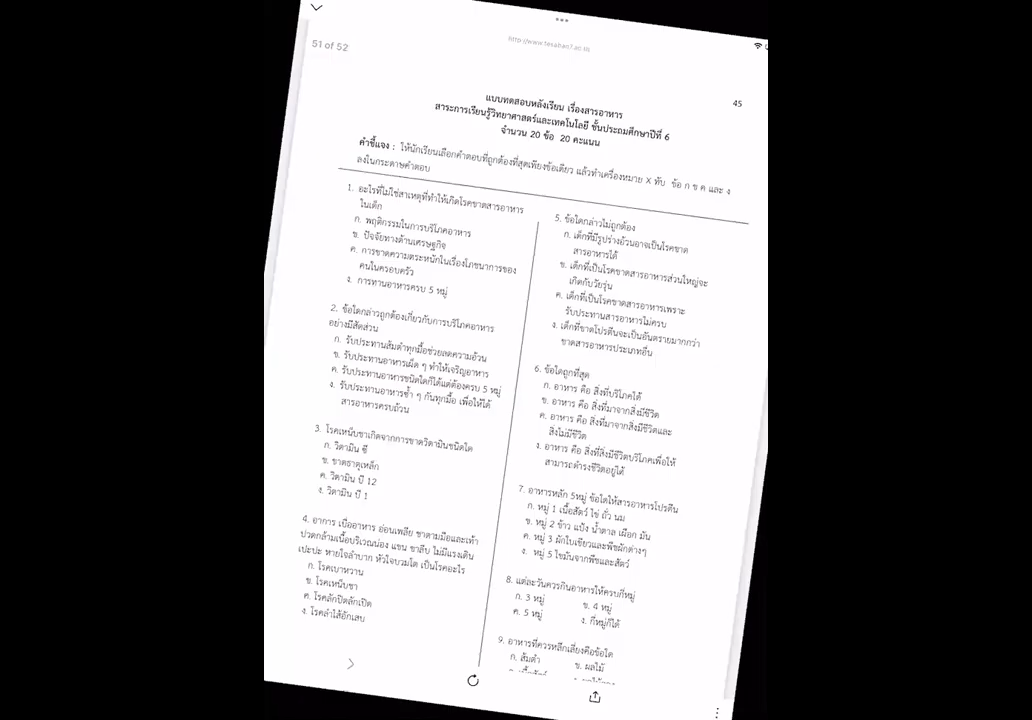 51 of 52
http://www.tesaban7.ac.th
45
แบบทดสอบหลังเรียน เรื่องสารอาหาร
สาระการเรียนรู้วิทยาศาสตร์และเทคโนโลยี ชั้นประถมศึกษาปีที่ 6
จำนวน 20 ข้อ 20 คะแนน
คำชี้แจง : ให้นักเรียนเลือกคำตอบที่ถูกต้องที่สุดเพียงข้อเดียว แล้วทำเครื่องหมาย X ทับ ข้อ ก ข ค และ ง
ลงในกระดาษคำตอบ
1. อะไรที่ไม่ใช่สาเหตุที่ทำให้เกิดโรคขาดสารอาหาร
ในเด็ก
ก. พฤติกรรมในการบริโภคอาหาร
ข. ปัจจัยทางด้านเศรษฐกิจ
ค. การขาดความตระหนักในเรื่องโภชนาการของ
คนในครอบครัว
ง. การทานอาหารครบ 5 หมู่
2. ข้อใดกล่าวถูกต้องเกี่ยวกับการบริโภคอาหาร
อย่างมีสัดส่วน
ก. รับประทานส้มตำทุกมื้อช่วยลดความอ้วน
ข. รับประทานอาหารเผ็ด ๆ ทำให้เจริญอาหาร
ค. รับประทานอาหารชนิดใดก็ได้แต่ต้องครบ 5 หมู่
ง. รับประทานอาหารซ้ำ ๆ กันทุกมื้อ เพื่อให้ได้
สารอาหารครบถ้วน
3. โรคเหน็บชาเกิดจากการขาดวิตามินชนิดใด
ก. วิตามิน ซี
ข. ขาดธาตุเหล็ก
ค. วิตามิน บี 12
ง. วิตามิน บี 1
4. อาการ เบื่ออาหาร อ่อนเพลีย ชาตามมือและเท้า
ปวดกล้ามเนื้อบริเวณน่อง แขน ขาลีบ ไม่มีแรงเดิน
เปะปะ หายใจลำบาก หัวใจบวมโต เป็นโรคอะไร
ก. โรคเบาหวาน
ข. โรคเหน็บชา
ค. โรคลักปิดลักเปิด
ง. โรคลำไส้อักเสบ
5. ข้อใดกล่าวไม่ถูกต้อง
ก. เด็กที่มีรูปร่างอ้วนอาจเป็นโรคขาด
สารอาหารได้
ข. เด็กที่เป็นโรคขาดสารอาหารส่วนใหญ่จะ
เกิดกับวัยรุ่น
ค. เด็กที่เป็นโรคขาดสารอาหารเพราะ
รับประทานสารอาหารไม่ครบ
ง. เด็กที่ขาดโปรตีนจะเป็นอันตรายมากกว่า
ขาดสารอาหารประเภทอื่น
6. ข้อใดถูกที่สุด
ก. อาหาร คือ สิ่งที่บริโภคได้
ข. อาหาร คือ สิ่งที่มาจากสิ่งมีชีวิต
ค. อาหาร คือ สิ่งที่มาจากสิ่งมีชีวิตและ
สิ่งไม่มีชีวิต
ง. อาหาร คือ สิ่งที่สิ่งมีชีวิตบริโภคเพื่อให้
สามารถดำรงชีวิตอยู่ได้
7. อาหารหลัก 5หมู่ ข้อใดให้สารอาหารโปรตีน
ก. หมู่ 1 เนื้อสัตว์ ไข่ ถั่ว นม
ข. หมู่ 2 ข้าว แป้ง น้ำตาล เผือก มัน
ค. หมู่ 3 ผักใบเขียวและพืชผักต่างๆ
ง. หมู่ 5 ไขมันจากพืชและสัตว์
8. แต่ละวันควรกินอาหารให้ครบกี่หมู่
ก. 3 หมู่ ข. 4 หมู่
ค. 5 หมู่ ง. กี่หมู่ก็ได้
9. อาหารที่ควรหลีกเลี่ยงคือข้อใด
ก. ส้มตำ ข. ผลไม้